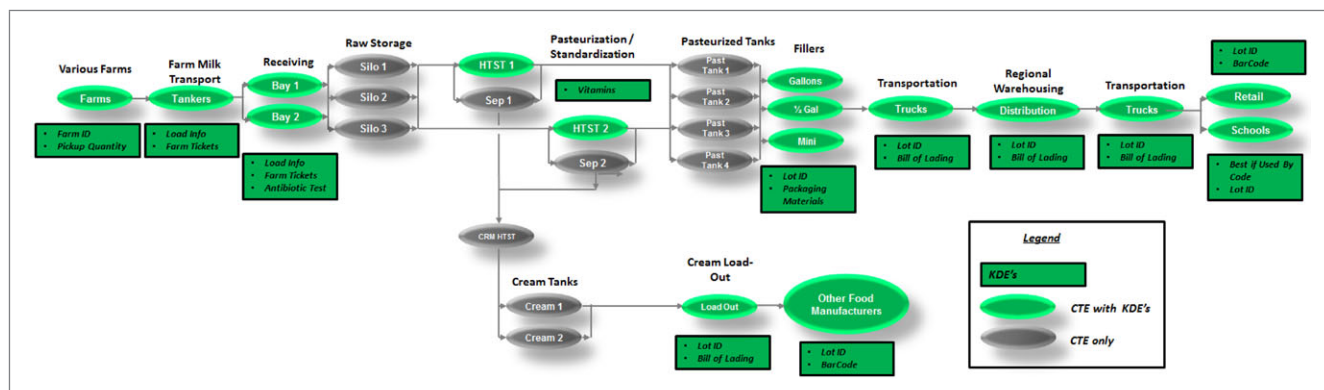 Various Farms
Farms
Farm ID
Pickup Quantity
Farm Milk
Transport
Tankers
Load Info
Farm Tickets
Receiving
Bay 1
Bay 2
Load Info
Farm Tickets
Antibiotic Test
Raw Storage
Silo 1
Silo 2
Silo 3
HTST 1
Sep 1
Pasteurization /
Standardization
Vitamins
HTST 2
Sep 2
Pasteurized Tanks
Past
Tank 1
Past
Tank 2
Past
Tank 3
Past
Tank 4
Fillers
Gallons
½ Gal
Mini
Lot ID
Packaging
Materials
Transportation
Trucks
Lot ID
Bill of Lading
Regional
Warehousing
Distribution
Lot ID
Bill of Lading
Transportation
Trucks
Lot ID
Bill of Lading
Lot ID
BarCode
Retail
Schools
Best if Used By
Code
Lot ID
CRM HTST
Cream Tanks
Cream 1
Cream 2
Cream Load-
Out
Load Out
Lot ID
Bill of Lading
Other Food
Manufacturers
Lot ID
BarCode
Legend
KDE's
CTE with KDE's
CTE only